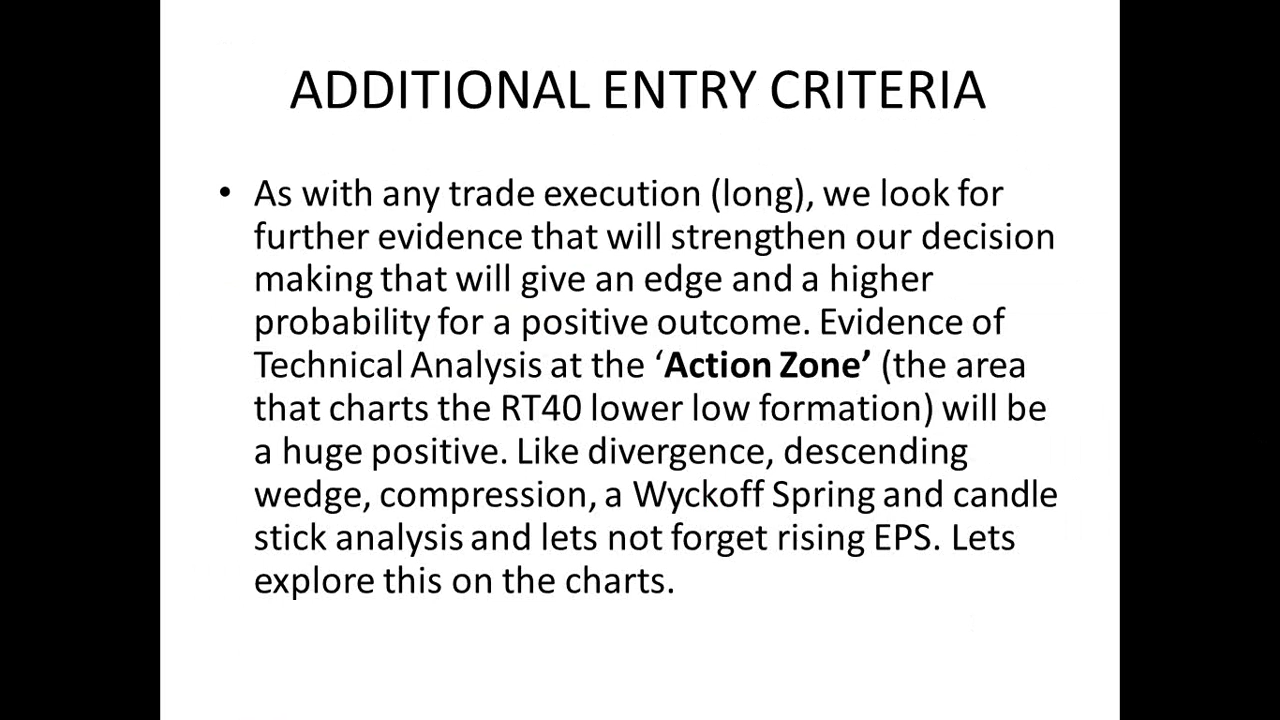 ADDITIONAL ENTRY CRITERIA
• As with any trade execution (long), we look for
further evidence that will strengthen our decision
making that will give an edge and a higher
probability for a positive outcome. Evidence of
Technical Analysis at the ‘Action Zone’ (the area
that charts the RT40 lower low formation) will be
a huge positive. Like divergence, descending
wedge, compression, a Wyckoff Spring and candle
stick analysis and lets not forget rising EPS. Lets
explore this on the charts.